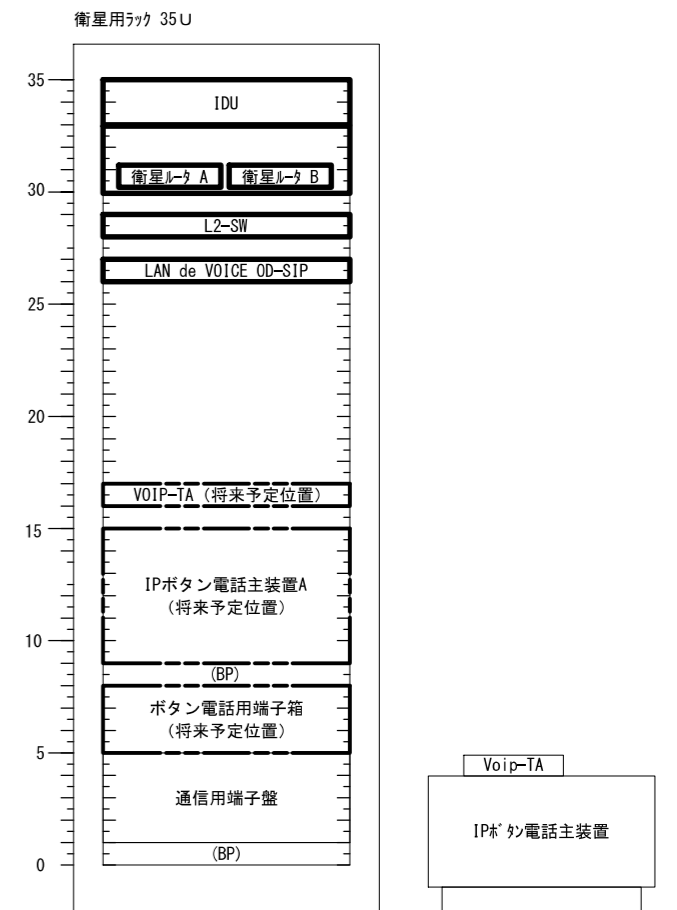 衛星用ﾗｯｸ 35U
35
IDU
衛星ﾙｰﾀ A
衛星ﾙｰﾀ B
30
L2-SW
LAN de VOICE OD-SIP
25
20
VOIP-TA (将来予定位置)
15
IPボタン電話主装置A
(将来予定位置)
10
(BP)
ボタン電話用端子箱
(将来予定位置)
5
通信用端子盤
(BP)
0
Voip-TA
IPﾎﾞﾀﾝ電話主装置